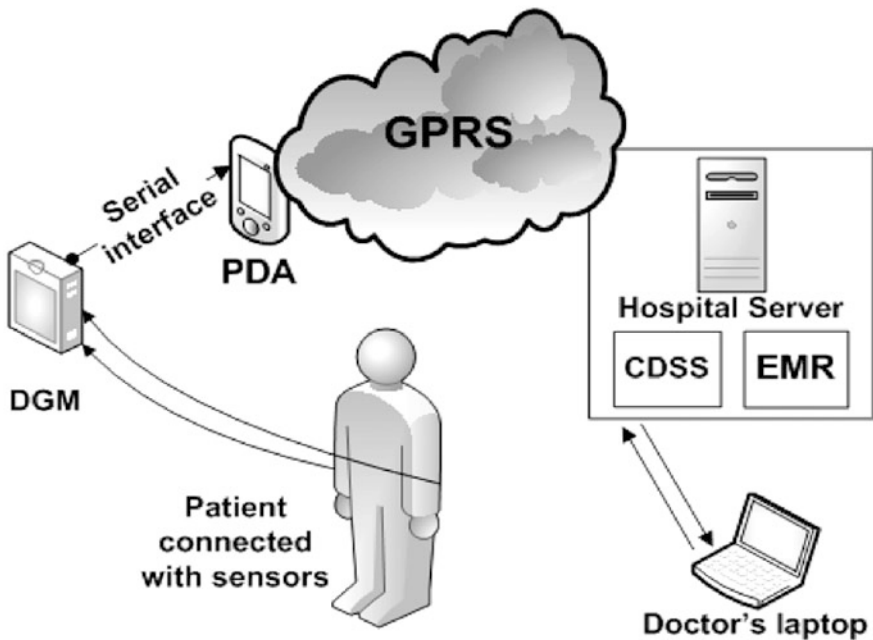 GPRS
Serial
interface
PDA
DGM
Hospital Server
CDSS
EMR
Patient
connected
with sensors
Doctor's laptop